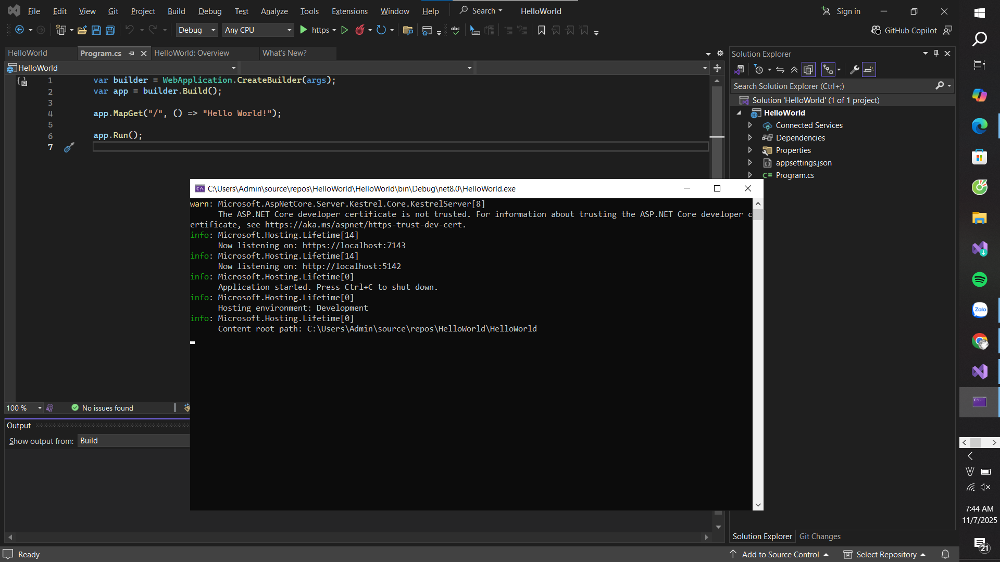 File Edit View Git Project Build Debug Test Analyze Tools Extensions Window Help Search HelloWorld Sign in
Debug Any CPU https GitHub Copilot
HelloWorld Program.cs HelloWorld: Overview What's New?
HelloWorld
1 var builder = WebApplication.CreateBuilder(args);
2 var app = builder.Build();
3
4 app.MapGet("/", () => "Hello World!");
5
6 app.Run();
7
Solution Explorer
Search Solution Explorer (Ctrl+;)
Solution 'HelloWorld' (1 of 1 project)
HelloWorld
Connected Services
Dependencies
Properties
appsettings.json
C# Program.cs
C:\Users\Admin\source\repos\HelloWorld\HelloWorld\bin\Debug\net8.0\HelloWorld.exe
warn: Microsoft.AspNetCore.Server.Kestrel.Core.KestrelServer[8]
The ASP.NET Core developer certificate is not trusted. For information about trusting the ASP.NET Core developer c
ertificate, see https://aka.ms/aspnet/https-trust-dev-cert.
info: Microsoft.Hosting.Lifetime[14]
Now listening on: https://localhost:7143
info: Microsoft.Hosting.Lifetime[14]
Now listening on: http://localhost:5142
info: Microsoft.Hosting.Lifetime[0]
Application started. Press Ctrl+C to shut down.
info: Microsoft.Hosting.Lifetime[0]
Hosting environment: Development
info: Microsoft.Hosting.Lifetime[0]
Content root path: C:\Users\Admin\source\repos\HelloWorld\HelloWorld
100 % No issues found
Output
Show output from: Build
Solution Explorer Git Changes
Ready Add to Source Control Select Repository
Zalo
V
7:44 AM
11/7/2025
21